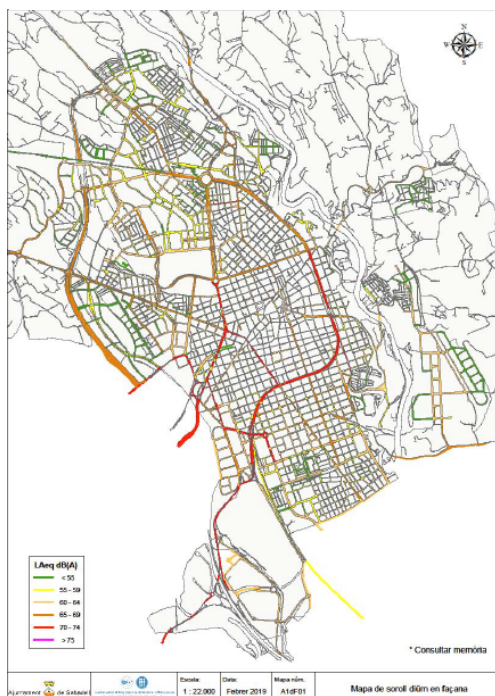 N
W E
S
LAeq dB(A)
< 55
55 - 59
60 - 64
65 - 69
70 - 74
> 75
* Consultar memòria
Ajuntament de Sabadell
Escala:
1 : 22.000
Data:
Febrer 2019
Mapa núm.
A1dF01
Mapa de soroll diürn en façana